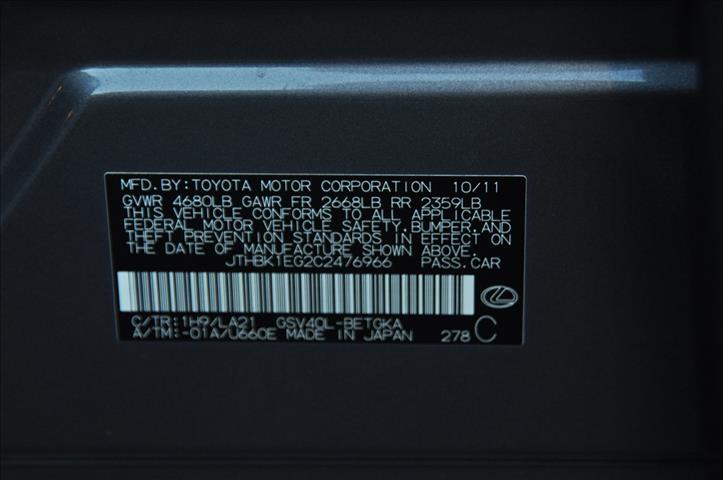 MFD.BY:TOYOTA MOTOR CORPORATION 10/11
GVWR 4680LB GAWR FR 2668LB RR 2359LB
THIS VEHICLE CONFORMS TO ALL APPLICABLE
FEDERAL MOTOR VEHICLE SAFETY,BUMPER,AND
THEFT PREVENTION STANDARDS IN EFFECT ON
THE DATE OF MANUFACTURE SHOWN ABOVE.
JTHBK1EG2C2476966 PASS.CAR
C/TR:1H9/LA21 GSV40L-BETGKA
A/TM:-01A/U660E MADE IN JAPAN 278 C